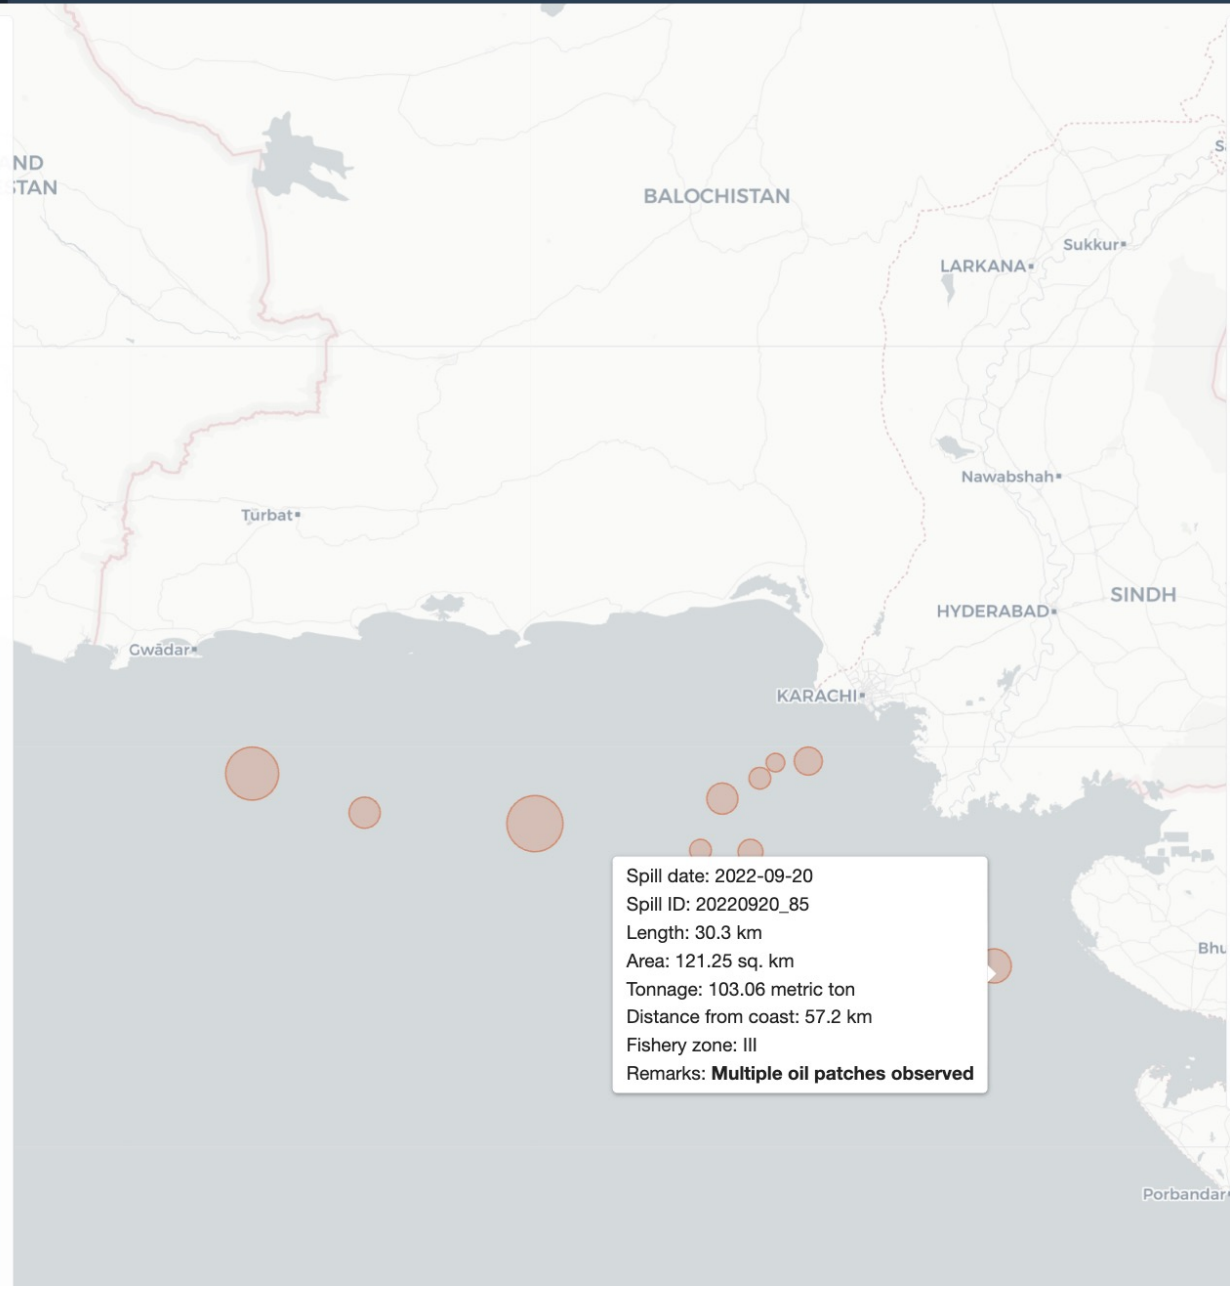 ND
STAN
BALOCHISTAN
Sukkur
LARKANA
Nawabshah
Turbat
SINDH
HYDERABAD
Gwādar
KARACHI
Spill date: 2022-09-20
Spill ID: 20220920_85
Length: 30.3 km
Area: 121.25 sq. km
Tonnage: 103.06 metric ton
Distance from coast: 57.2 km
Fishery zone: III
Remarks: Multiple oil patches observed
Bhu
Porbandar